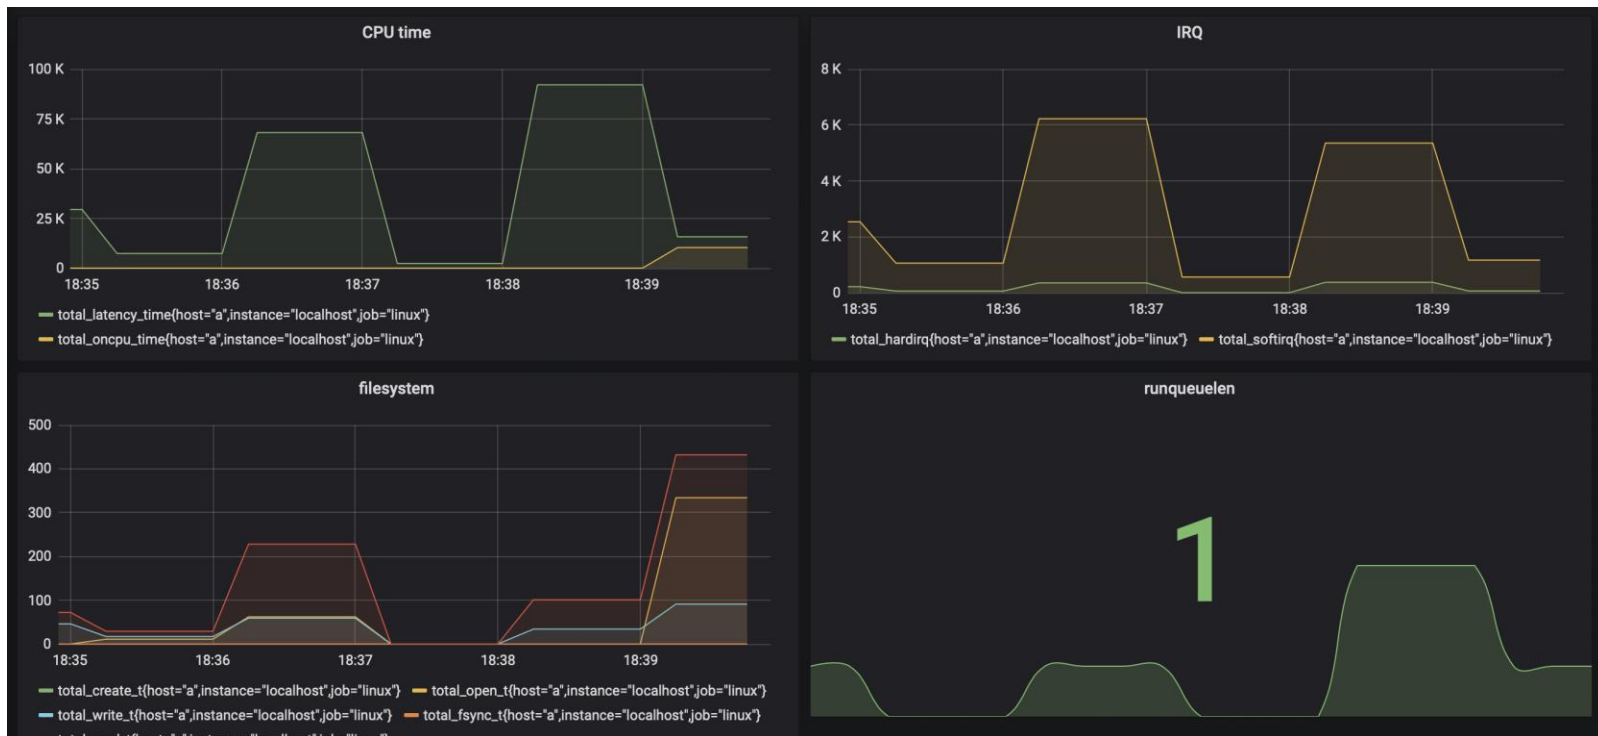 CPU time
100 K
75 K
50 K
25 K
0
18:35 18:36 18:37 18:38 18:39
total_latency_time{host="a",instance="localhost",job="linux"}
total_oncpu_time{host="a",instance="localhost",job="linux"}
IRQ
8 K
6 K
4 K
2 K
0
18:35 18:36 18:37 18:38 18:39
total_hardirq{host="a",instance="localhost",job="linux"} total_softirq{host="a",instance="localhost",job="linux"}
filesystem
500
400
300
200
100
0
18:35 18:36 18:37 18:38 18:39
total_create_t{host="a",instance="localhost",job="linux"} total_open_t{host="a",instance="localhost",job="linux"}
total_write_t{host="a",instance="localhost",job="linux"} total_fsync_t{host="a",instance="localhost",job="linux"}
runqueuelen
1